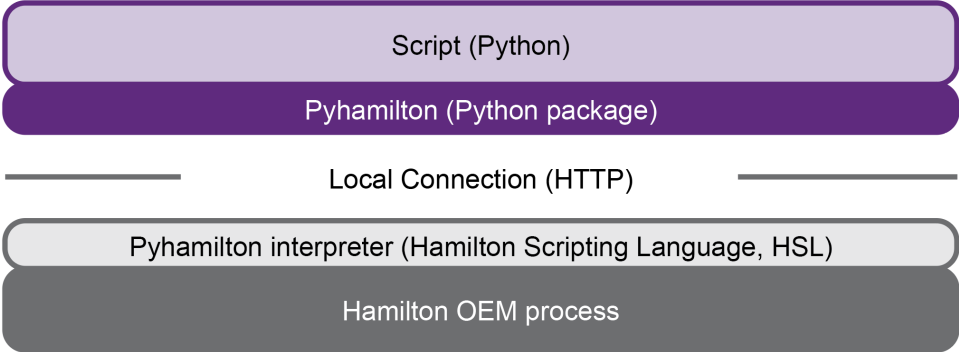 Script (Python)
Pyhamilton (Python package)
Local Connection (HTTP)
Pyhamilton interpreter (Hamilton Scripting Language, HSL)
Hamilton OEM process